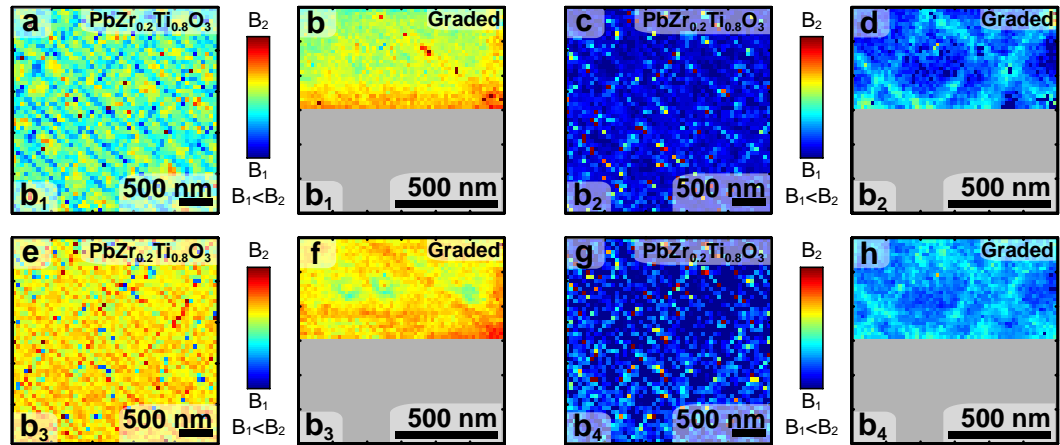 a PbZr0.2Ti0.8O3
b1
500 nm
B2
B1
B1<B2
b Graded
b1
500 nm
c PbZr0.2Ti0.8O3
b2
500 nm
B2
B1
B1<B2
d Graded
b2
500 nm
e PbZr0.2Ti0.8O3
b3
500 nm
B2
B1
B1<B2
f Graded
b3
500 nm
g PbZr0.2Ti0.8O3
b4
500 nm
B2
B1
B1<B2
h Graded
b4
500 nm